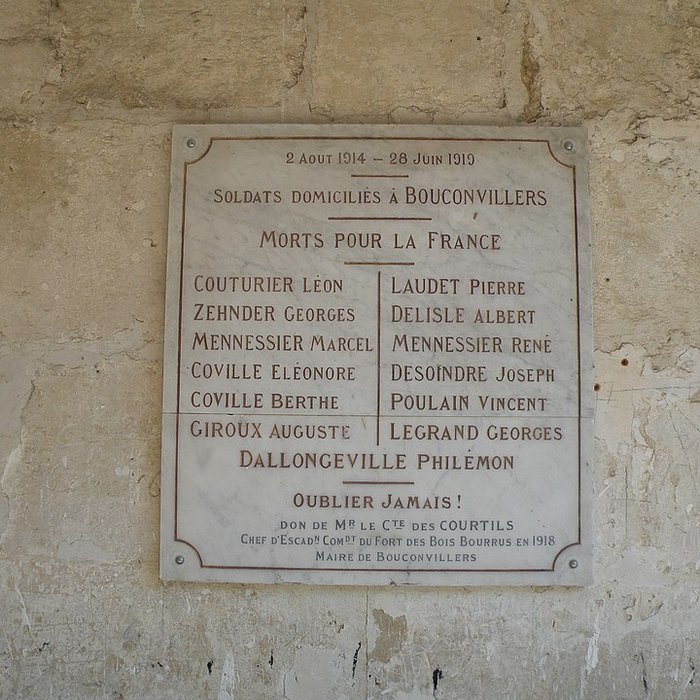 2 AOUT 1914 – 28 JUIN 1919
SOLDATS DOMICILIÉS À BOUCONVILLERS
MORTS POUR LA FRANCE
COUTURIER LÉON
ZEHNDER GEORGES
MENNESSIER MARCEL
COVILLE ELÉONORE
COVILLE BERTHE
GIROUX AUGUSTE
LAUDET PIERRE
DELISLE ALBERT
MENNESSIER RENÉ
DESOINDRE JOSEPH
POULAIN VINCENT
LEGRAND GEORGES
DALLONGEVILLE PHILÉMON
OUBLIER JAMAIS !
DON DE MR LE CTE DES COURTILS
CHEF D'ESCADN COMDT DU FORT DES BOIS BOURRUS EN 1918
MAIRE DE BOUCONVILLERS